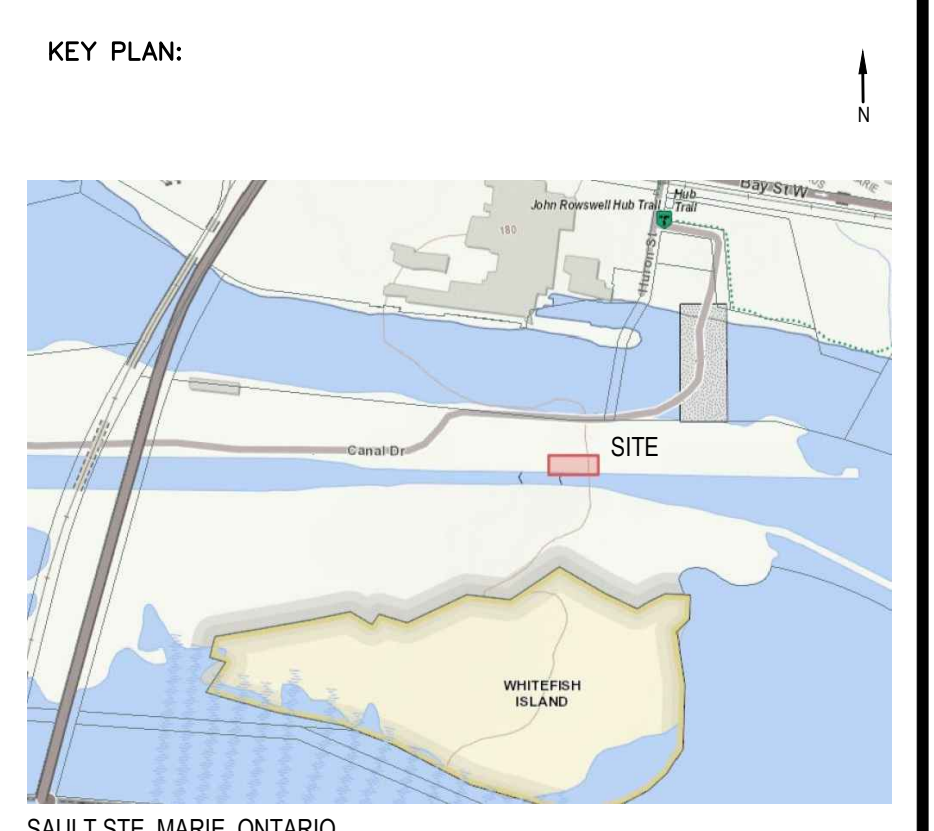 KEY PLAN:
N
Bay St W
Hub
Trail
John Rowswell Hub Trail
180
Huron St
SITE
Canal Dr
WHITEFISH
ISLAND
SAULT STE. MARIE, ONTARIO